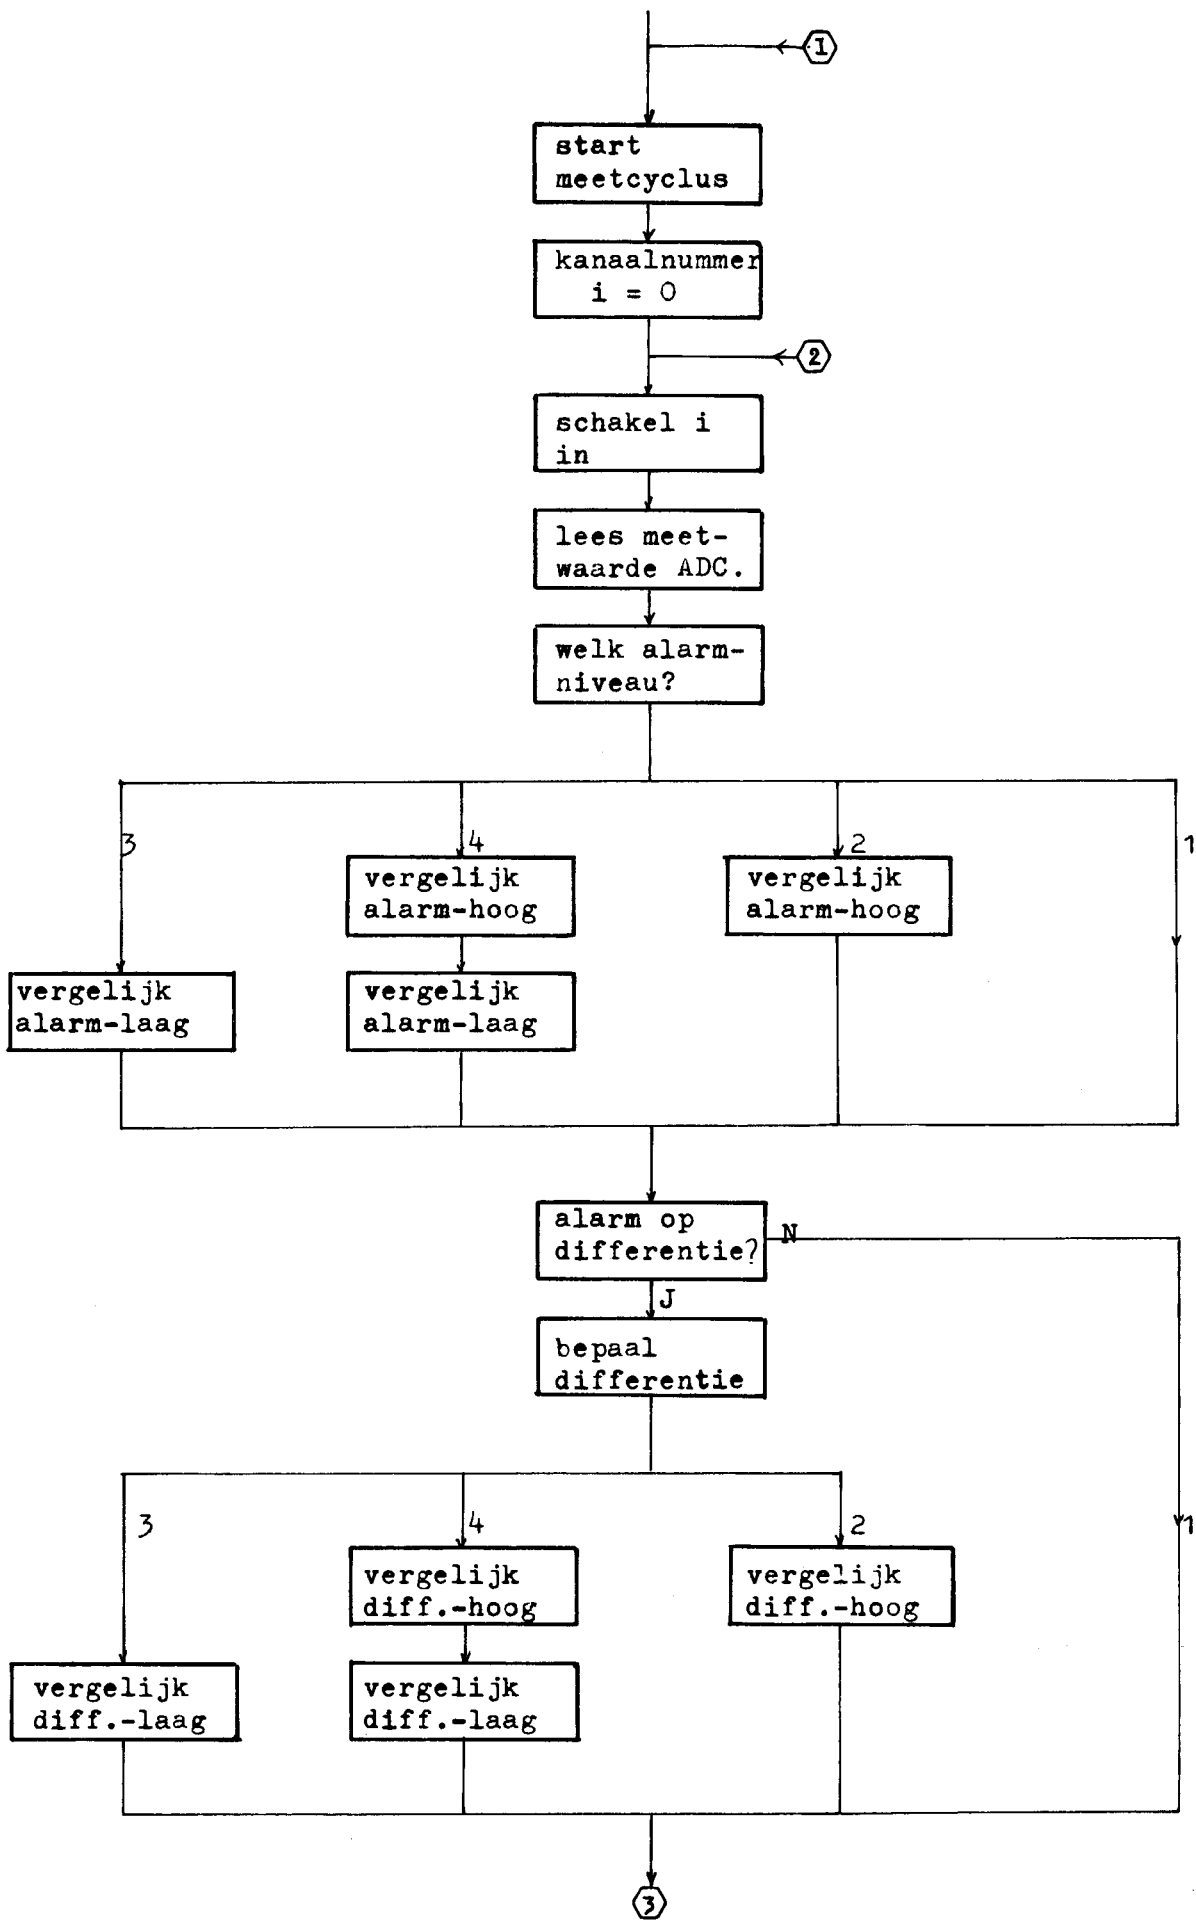 1
start
meetcyclus
kanaalnummer
i = 0
2
schakel i
in
lees meet-
waarde ADC.
welk alarm-
niveau?
3
4
2
1
vergelijk
alarm-hoog
vergelijk
alarm-hoog
vergelijk
alarm-laag
vergelijk
alarm-laag
alarm op
differentie?
N
J
bepaal
differentie
3
4
2
1
vergelijk
diff.-hoog
vergelijk
diff.-hoog
vergelijk
diff.-laag
vergelijk
diff.-laag
3